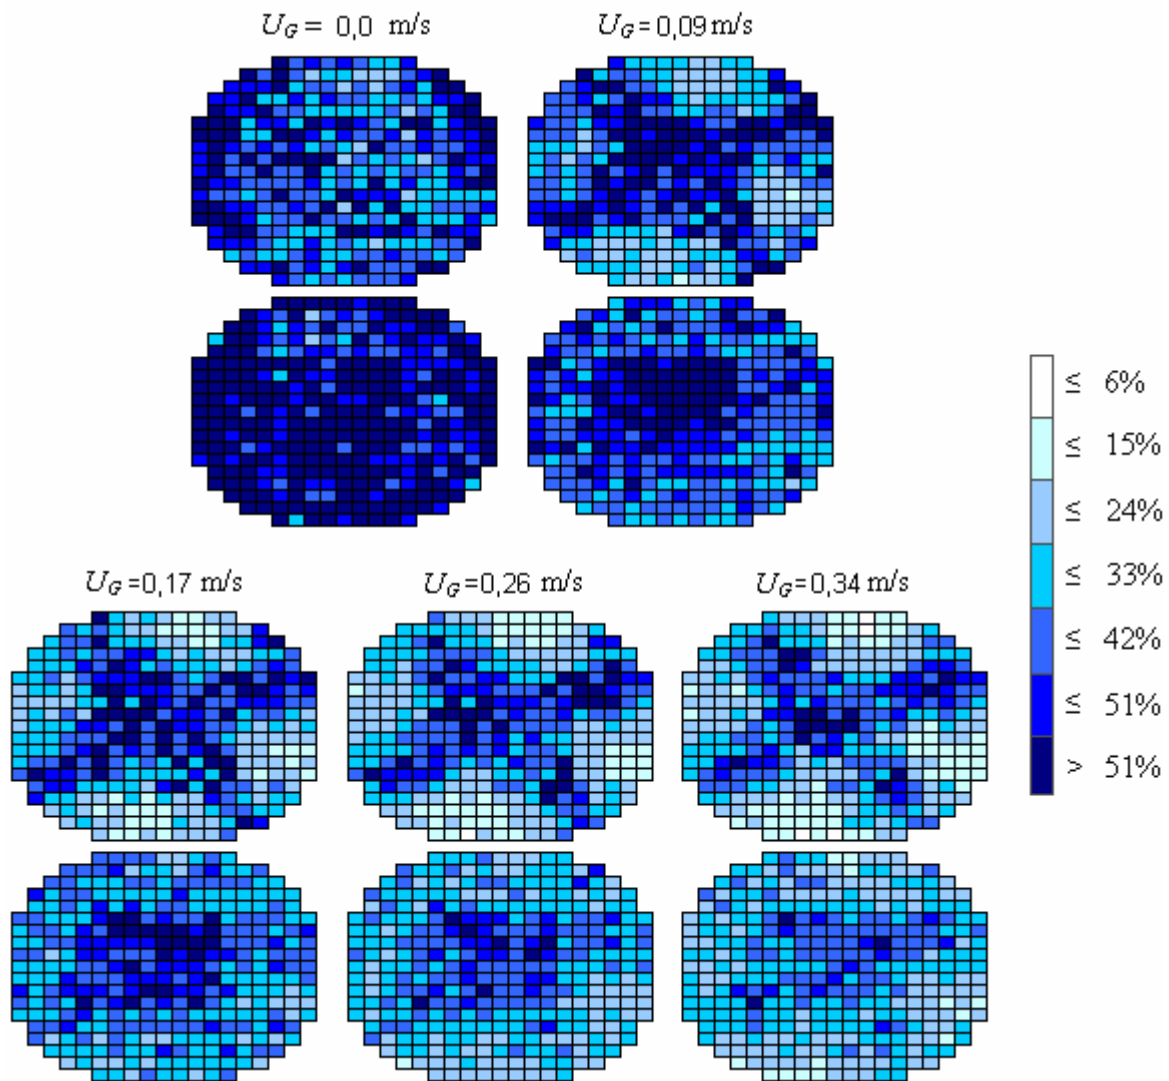 U_G = 0,0 m/s
U_G = 0,09 m/s
≤ 6%
≤ 15%
≤ 24%
≤ 33%
≤ 42%
≤ 51%
> 51%
U_G = 0,17 m/s
U_G = 0,26 m/s
U_G = 0,34 m/s